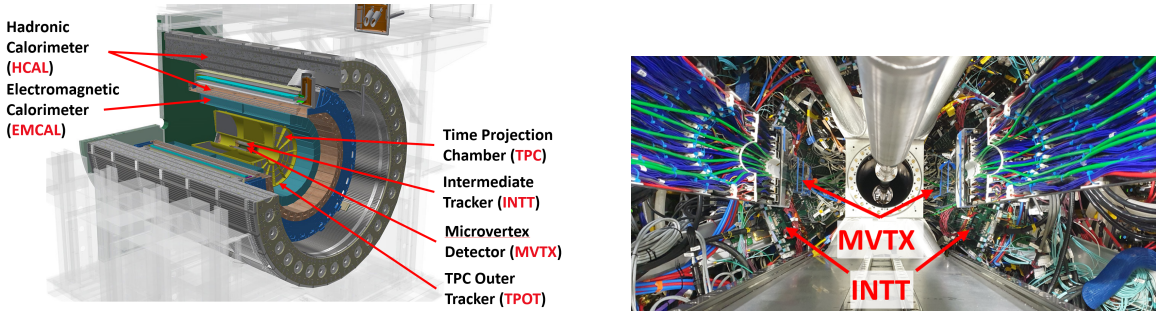 Hadronic
Calorimeter
(HCAL)
Electromagnetic
Calorimeter
(EMCAL)
Time Projection
Chamber (TPC)
Intermediate
Tracker (INTT)
Microvertex
Detector (MVTX)
TPC Outer
Tracker (TPOT)
MVTX
INTT